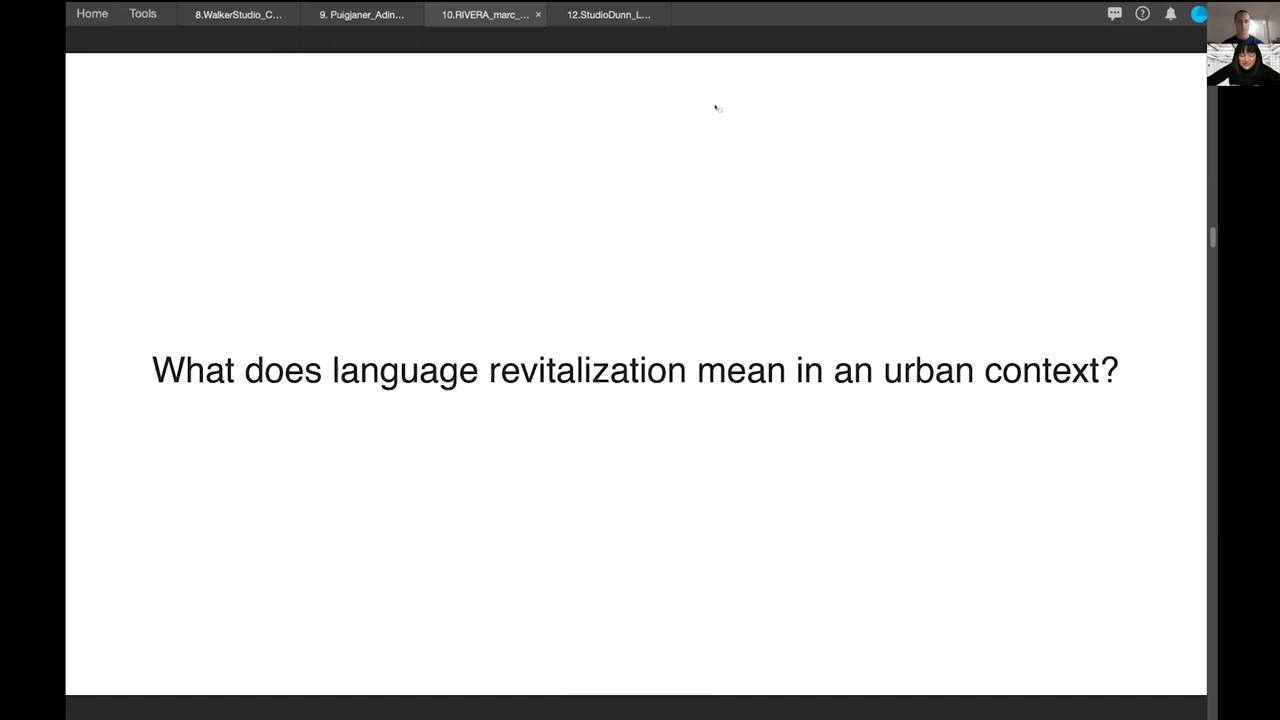 Home
Tools
8.WalkerStudio_C...
9. Puigjaner_Adin...
10.RIVERA_marc_... ×
12.StudioDunn_L...
What does language revitalization mean in an urban context?